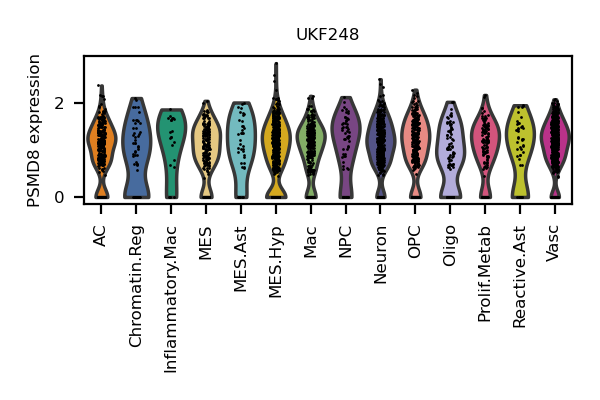 UKF248
PSMD8 expression
2
0
AC
Chromatin.Reg
Inflammatory.Mac
MES
MES.Ast
MES.Hyp
Mac
NPC
Neuron
OPC
Oligo
Prolif.Metab
Reactive.Ast
Vasc